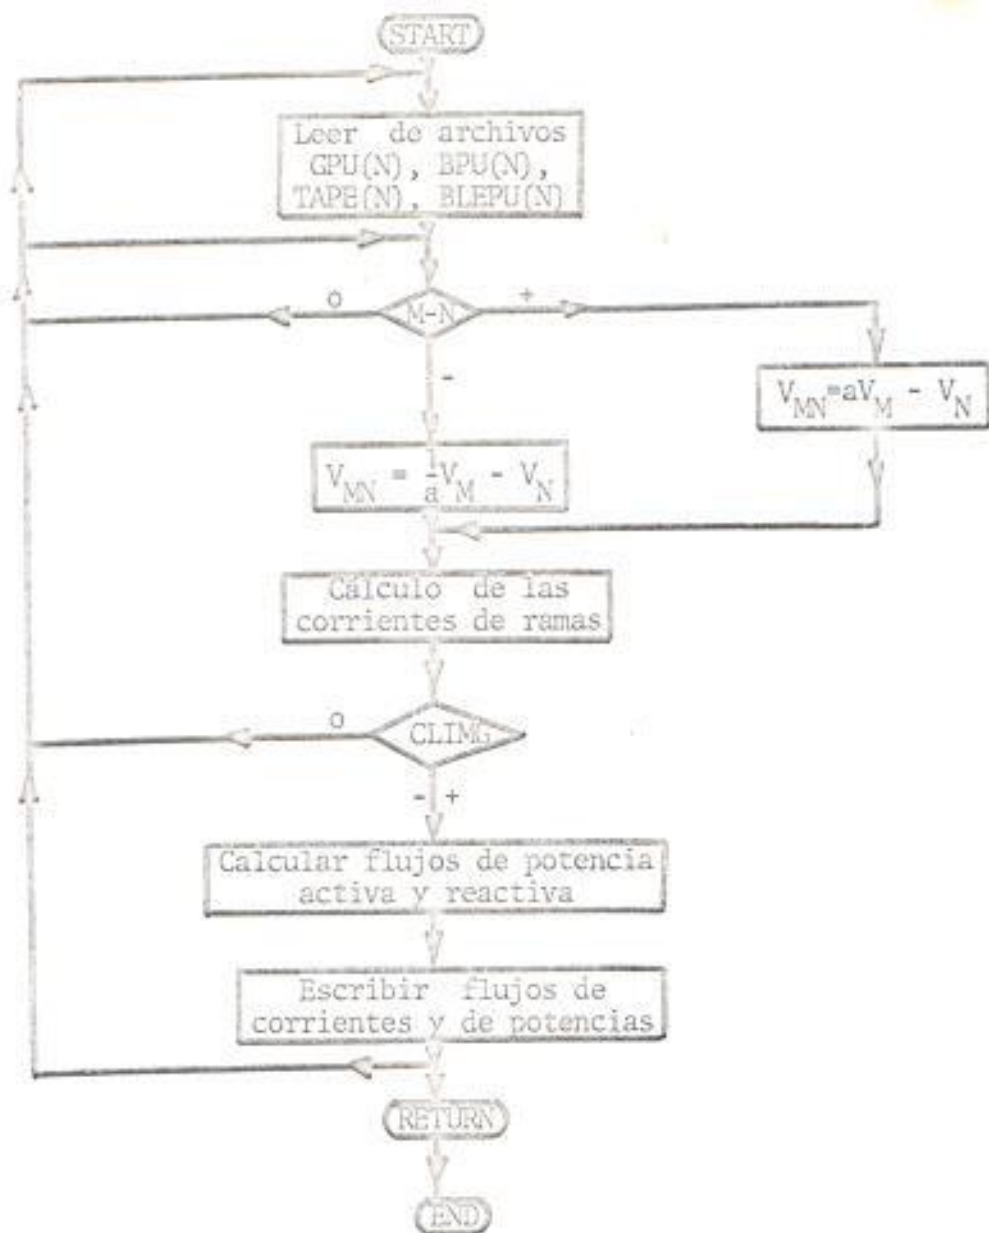 START
Leer de archivos
GPU(N), BPU(N),
TAPE(N), BLEPU(N)
O
M-N
+
-
V_MN=aV_M - V_N
V_MN = 1/a V_M - V_N
Cálculo de las
corrientes de ramas
O
CLIMG
- +
Calcular flujos de potencia
activa y reactiva
Escribir flujos de
corrientes y de potencias
RETURN
END